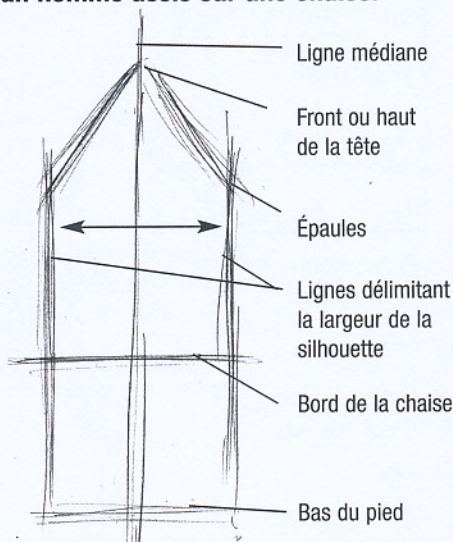 un homme assis sur une chaise.
Ligne médiane
Front ou haut
de la tête
Épaules
Lignes délimitant
la largeur de la
silhouette
Bord de la chaise
Bas du pied